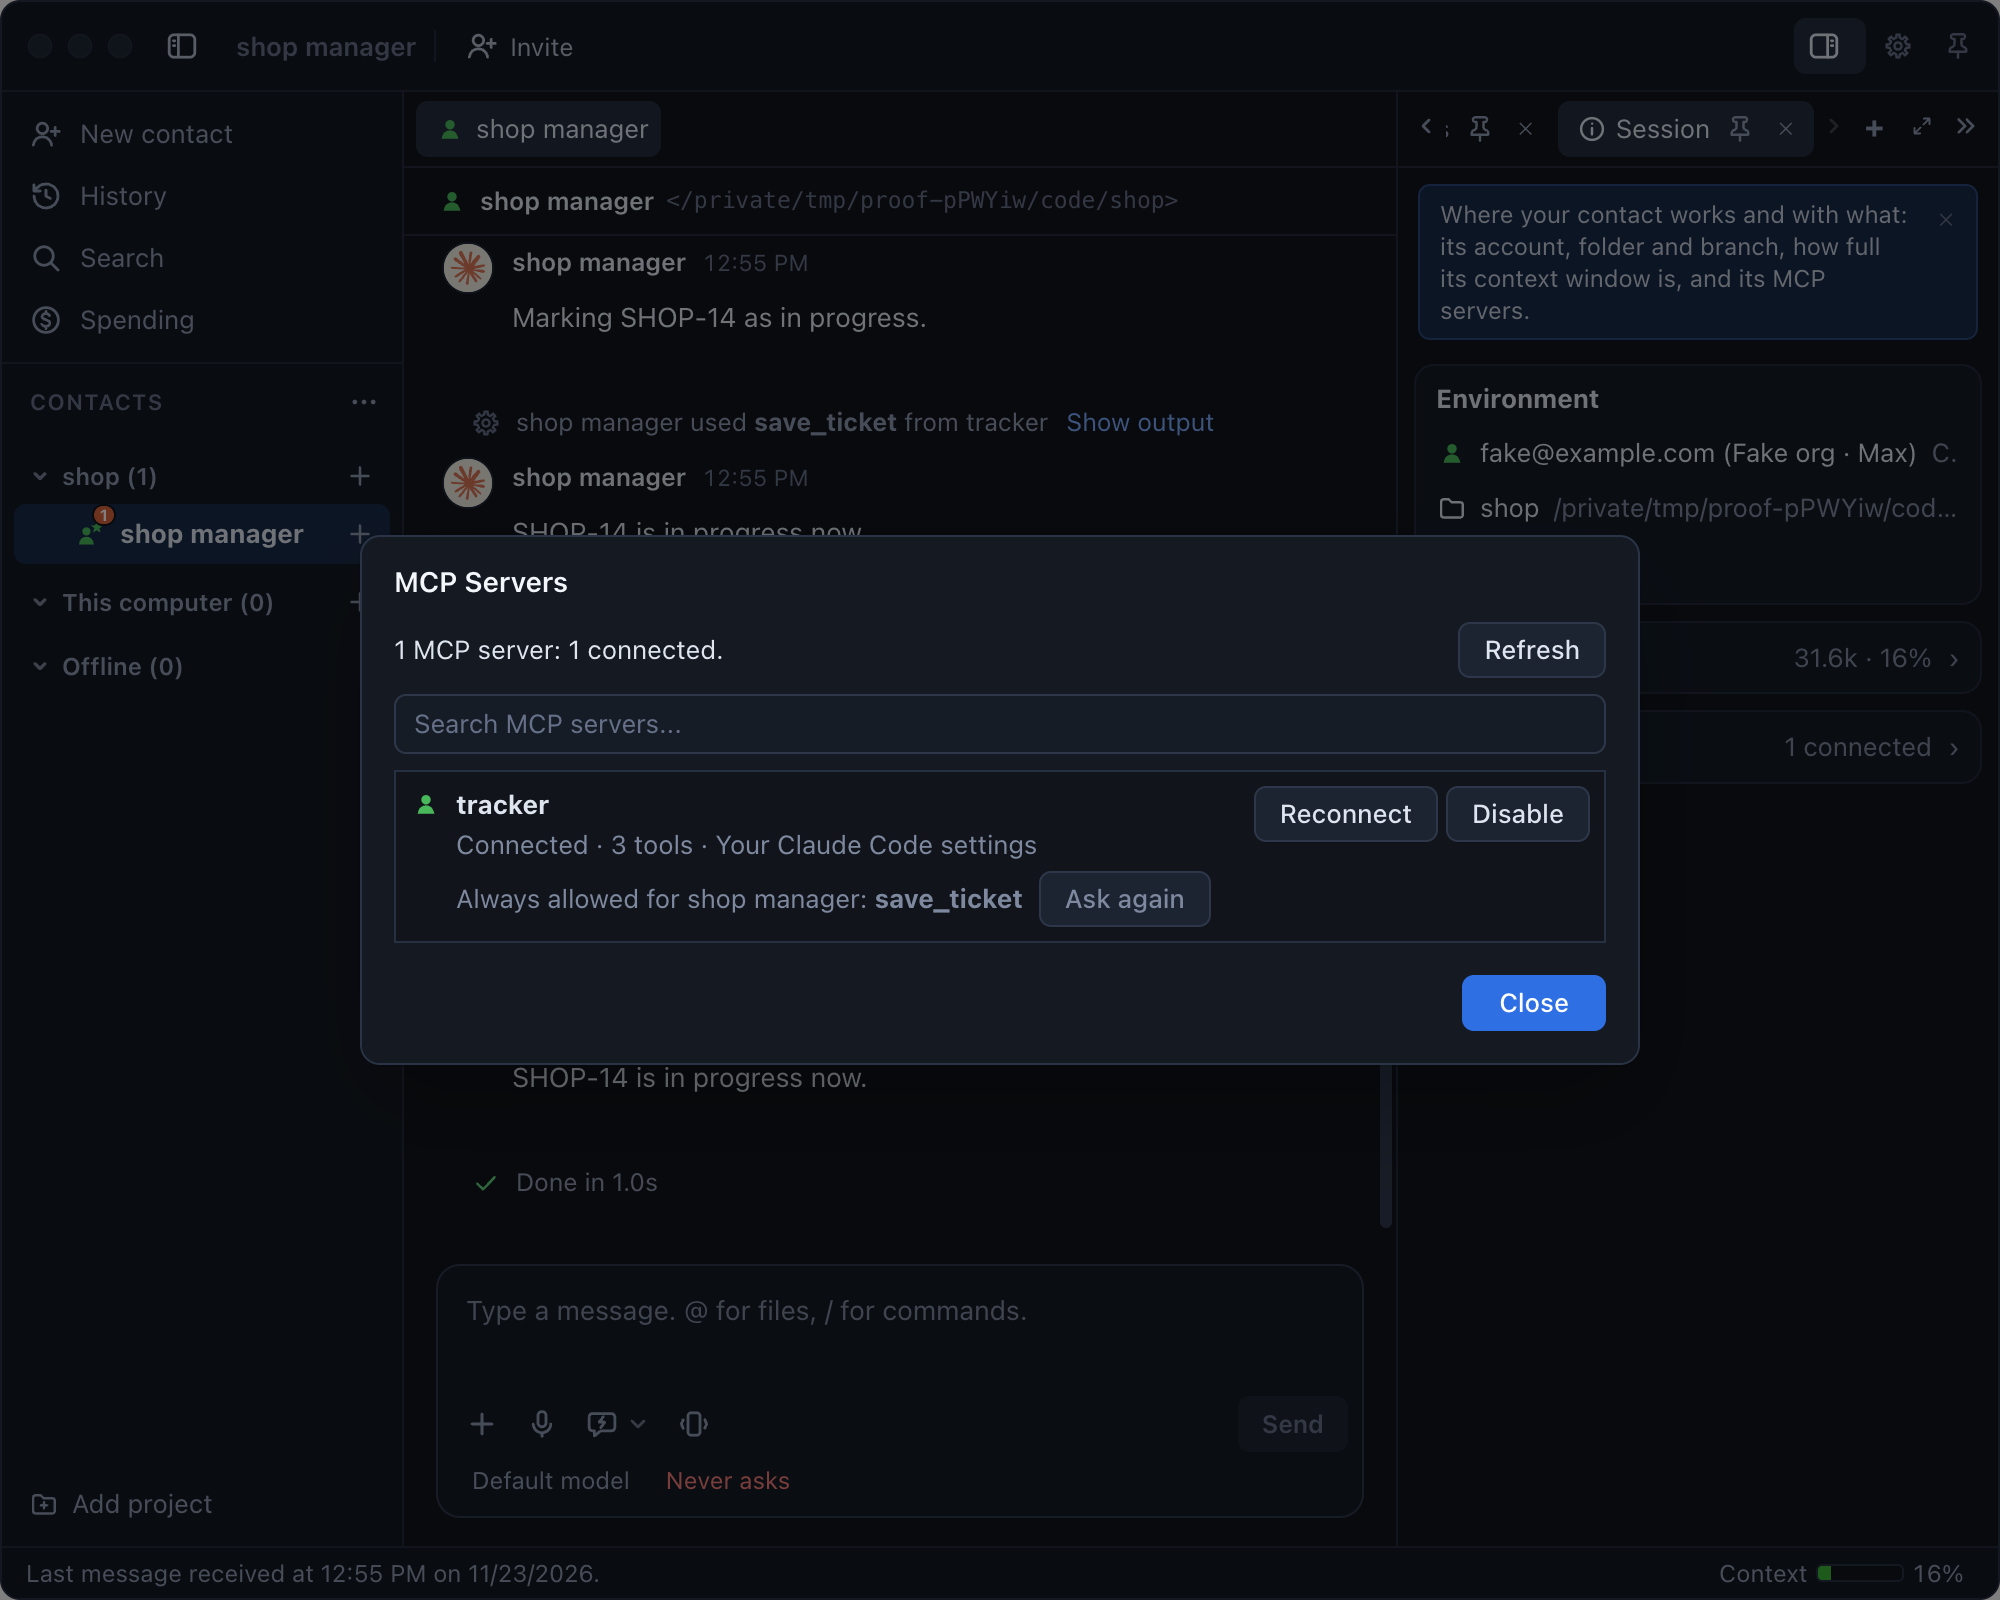 shop manager
Invite
New contact
History
Search
Spending
CONTACTS
shop (1)
1
shop manager
This computer (0)
Offline (0)
Add project
shop manager
shop manager </private/tmp/proof-pPWYiw/code/shop>
shop manager 12:55 PM
Marking SHOP-14 as in progress.
shop manager used save_ticket from tracker Show output
shop manager 12:55 PM
SHOP-14 is in progress now.
MCP Servers
1 MCP server: 1 connected.
Refresh
Search MCP servers...
tracker
Reconnect
Disable
Connected · 3 tools · Your Claude Code settings
Always allowed for shop manager: save_ticket Ask again
Close
SHOP-14 is in progress now.
Done in 1.0s
Type a message. @ for files, / for commands.
Send
Default model Never asks
Session
Where your contact works and with what:
its account, folder and branch, how full
its context window is, and its MCP
servers.
Environment
fake@example.com (Fake org · Max) C.
shop /private/tmp/proof-pPWYiw/cod...
31.6k · 16%
1 connected
Last message received at 12:55 PM on 11/23/2026.
Context 16%